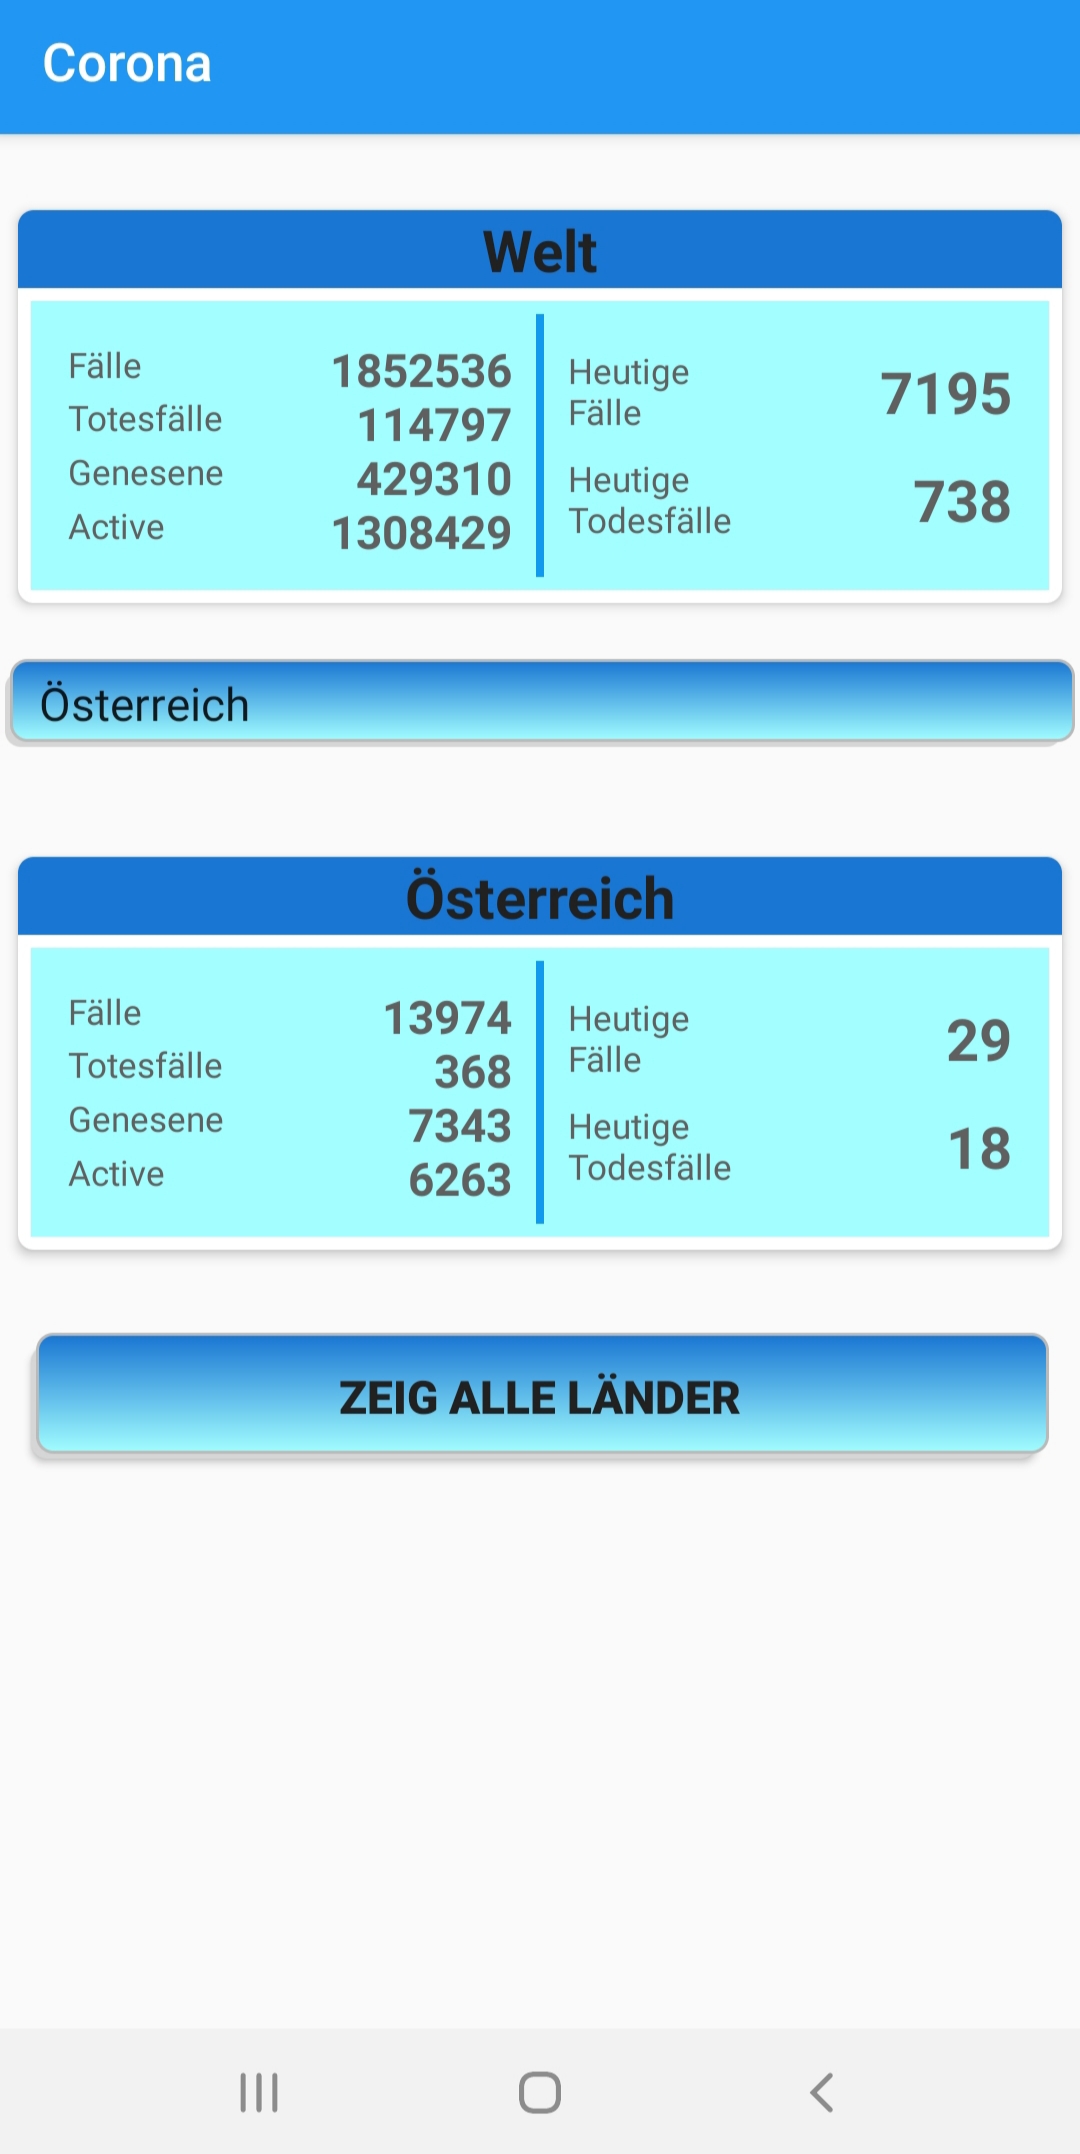 Corona
Welt
Fälle 1852536
Totesfälle 114797
Genesene 429310
Active 1308429
Heutige
Fälle 7195
Heutige
Todesfälle 738
Österreich
Österreich
Fälle 13974
Totesfälle 368
Genesene 7343
Active 6263
Heutige
Fälle 29
Heutige
Todesfälle 18
ZEIG ALLE LÄNDER